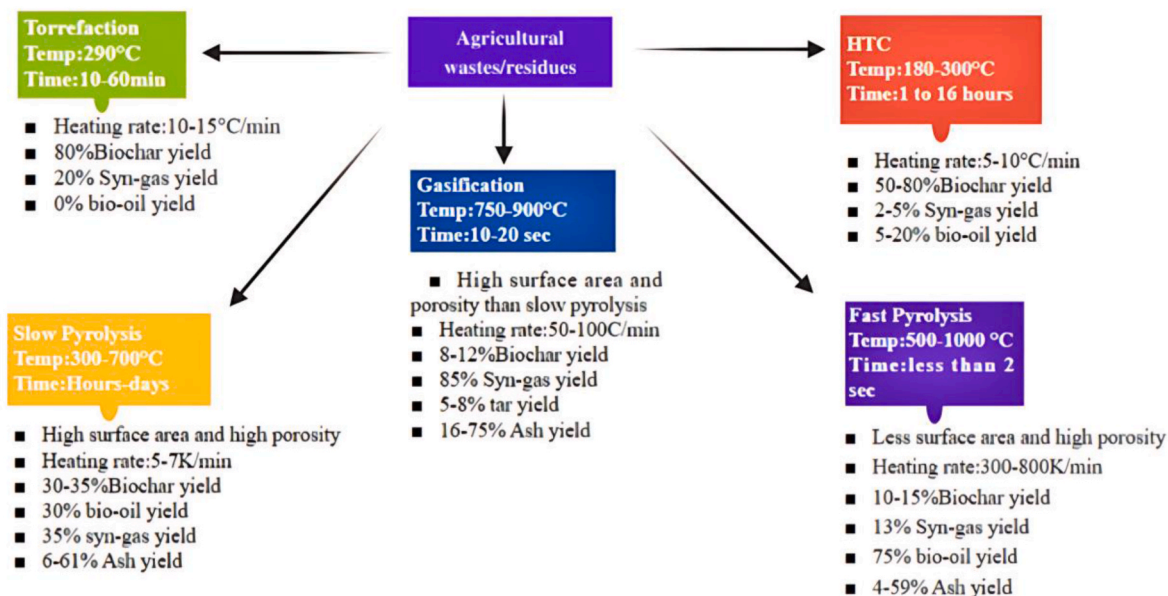 Torrefaction
Temp:290°C
Time:10-60min
■ Heating rate:10-15°C/min
■ 80%Biochar yield
■ 20% Syn-gas yield
■ 0% bio-oil yield
Agricultural
wastes/residues
HTC
Temp:180-300°C
Time:1 to 16 hours
■ Heating rate:5-10°C/min
■ 50-80%Biochar yield
■ 2-5% Syn-gas yield
■ 5-20% bio-oil yield
Gasification
Temp:750-900°C
Time:10-20 sec
■ High surface area and
porosity than slow pyrolysis
■ Heating rate:50-100C/min
■ 8-12%Biochar yield
■ 85% Syn-gas yield
■ 5-8% tar yield
■ 16-75% Ash yield
Slow Pyrolysis
Temp:300-700°C
Time:Hours-days
■ High surface area and high porosity
■ Heating rate:5-7K/min
■ 30-35%Biochar yield
■ 30% bio-oil yield
■ 35% syn-gas yield
■ 6-61% Ash yield
Fast Pyrolysis
Temp:500-1000 °C
Time:less than 2
sec
■ Less surface area and high porosity
■ Heating rate:300-800K/min
■ 10-15%Biochar yield
■ 13% Syn-gas yield
■ 75% bio-oil yield
■ 4-59% Ash yield